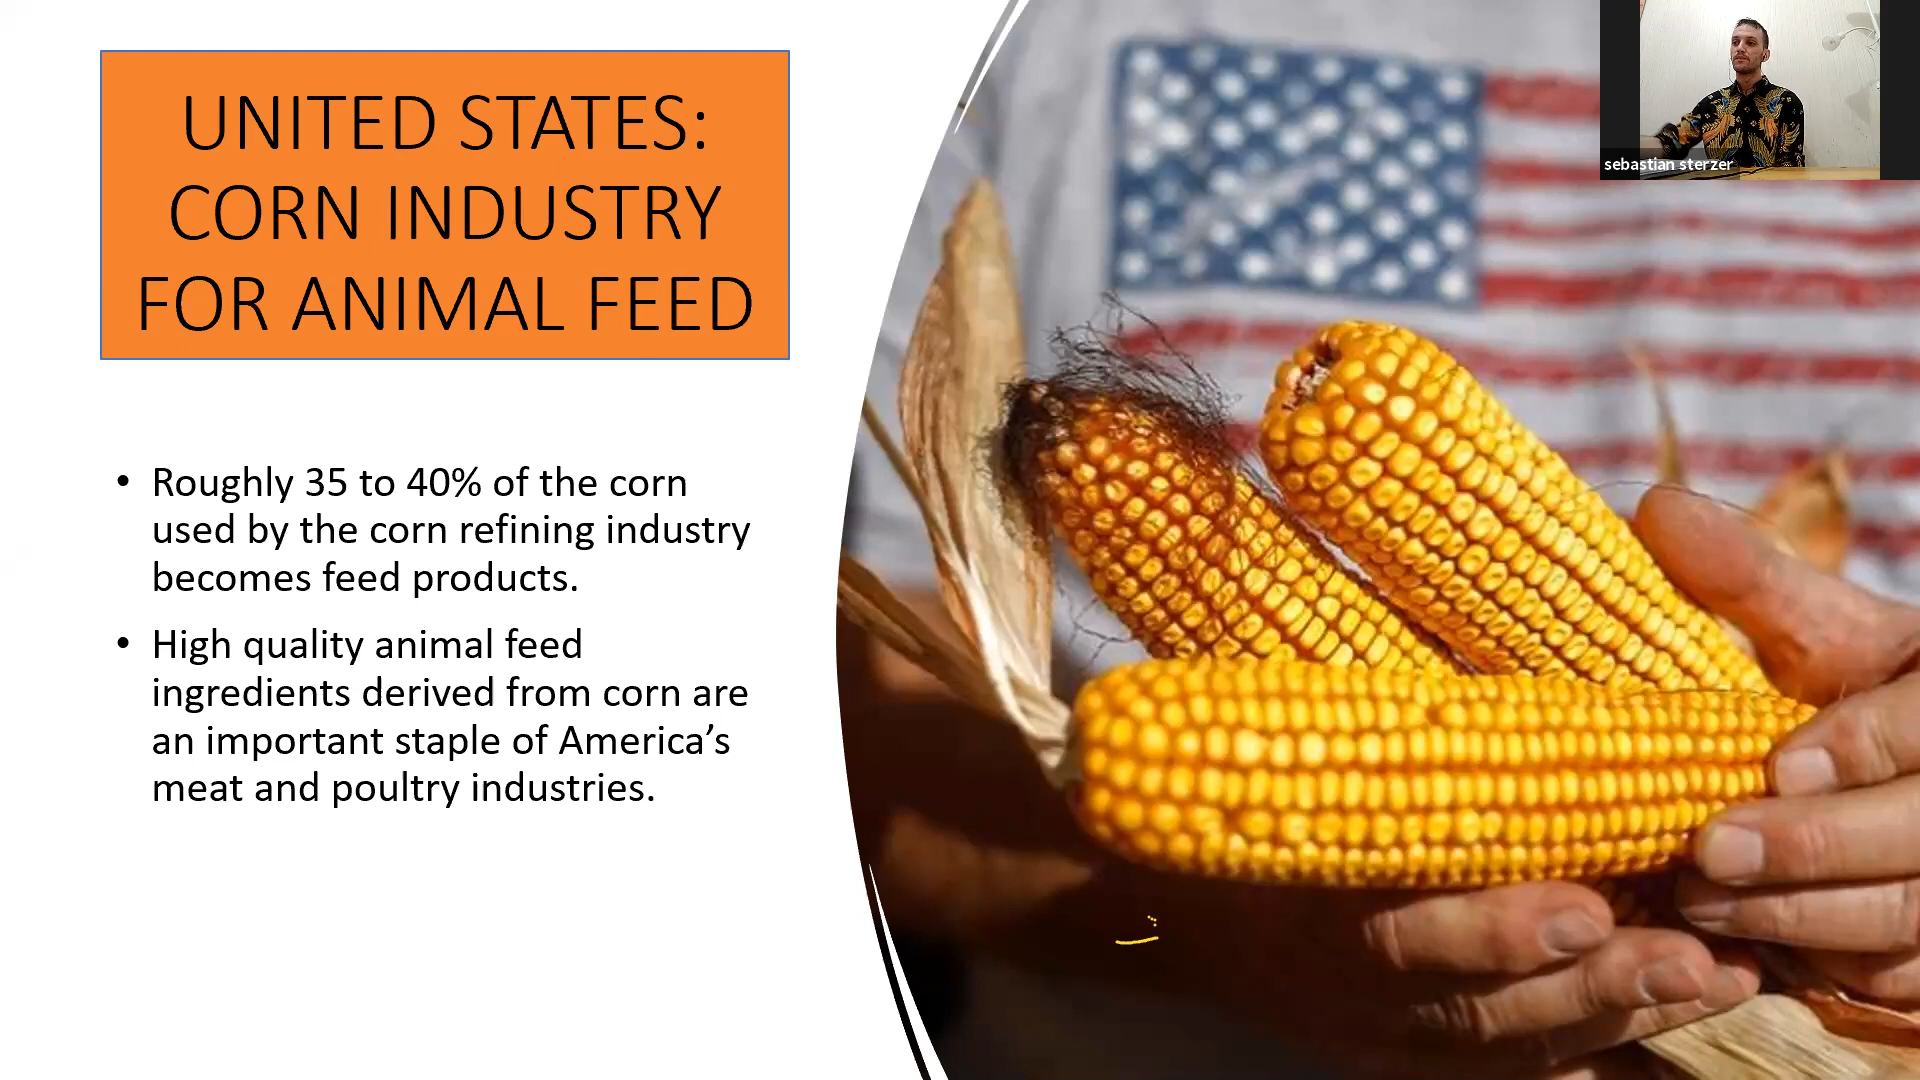 UNITED STATES:
CORN INDUSTRY
FOR ANIMAL FEED
sebastian sterzer
• Roughly 35 to 40% of the corn
used by the corn refining industry
becomes feed products.
• High quality animal feed
ingredients derived from corn are
an important staple of America’s
meat and poultry industries.